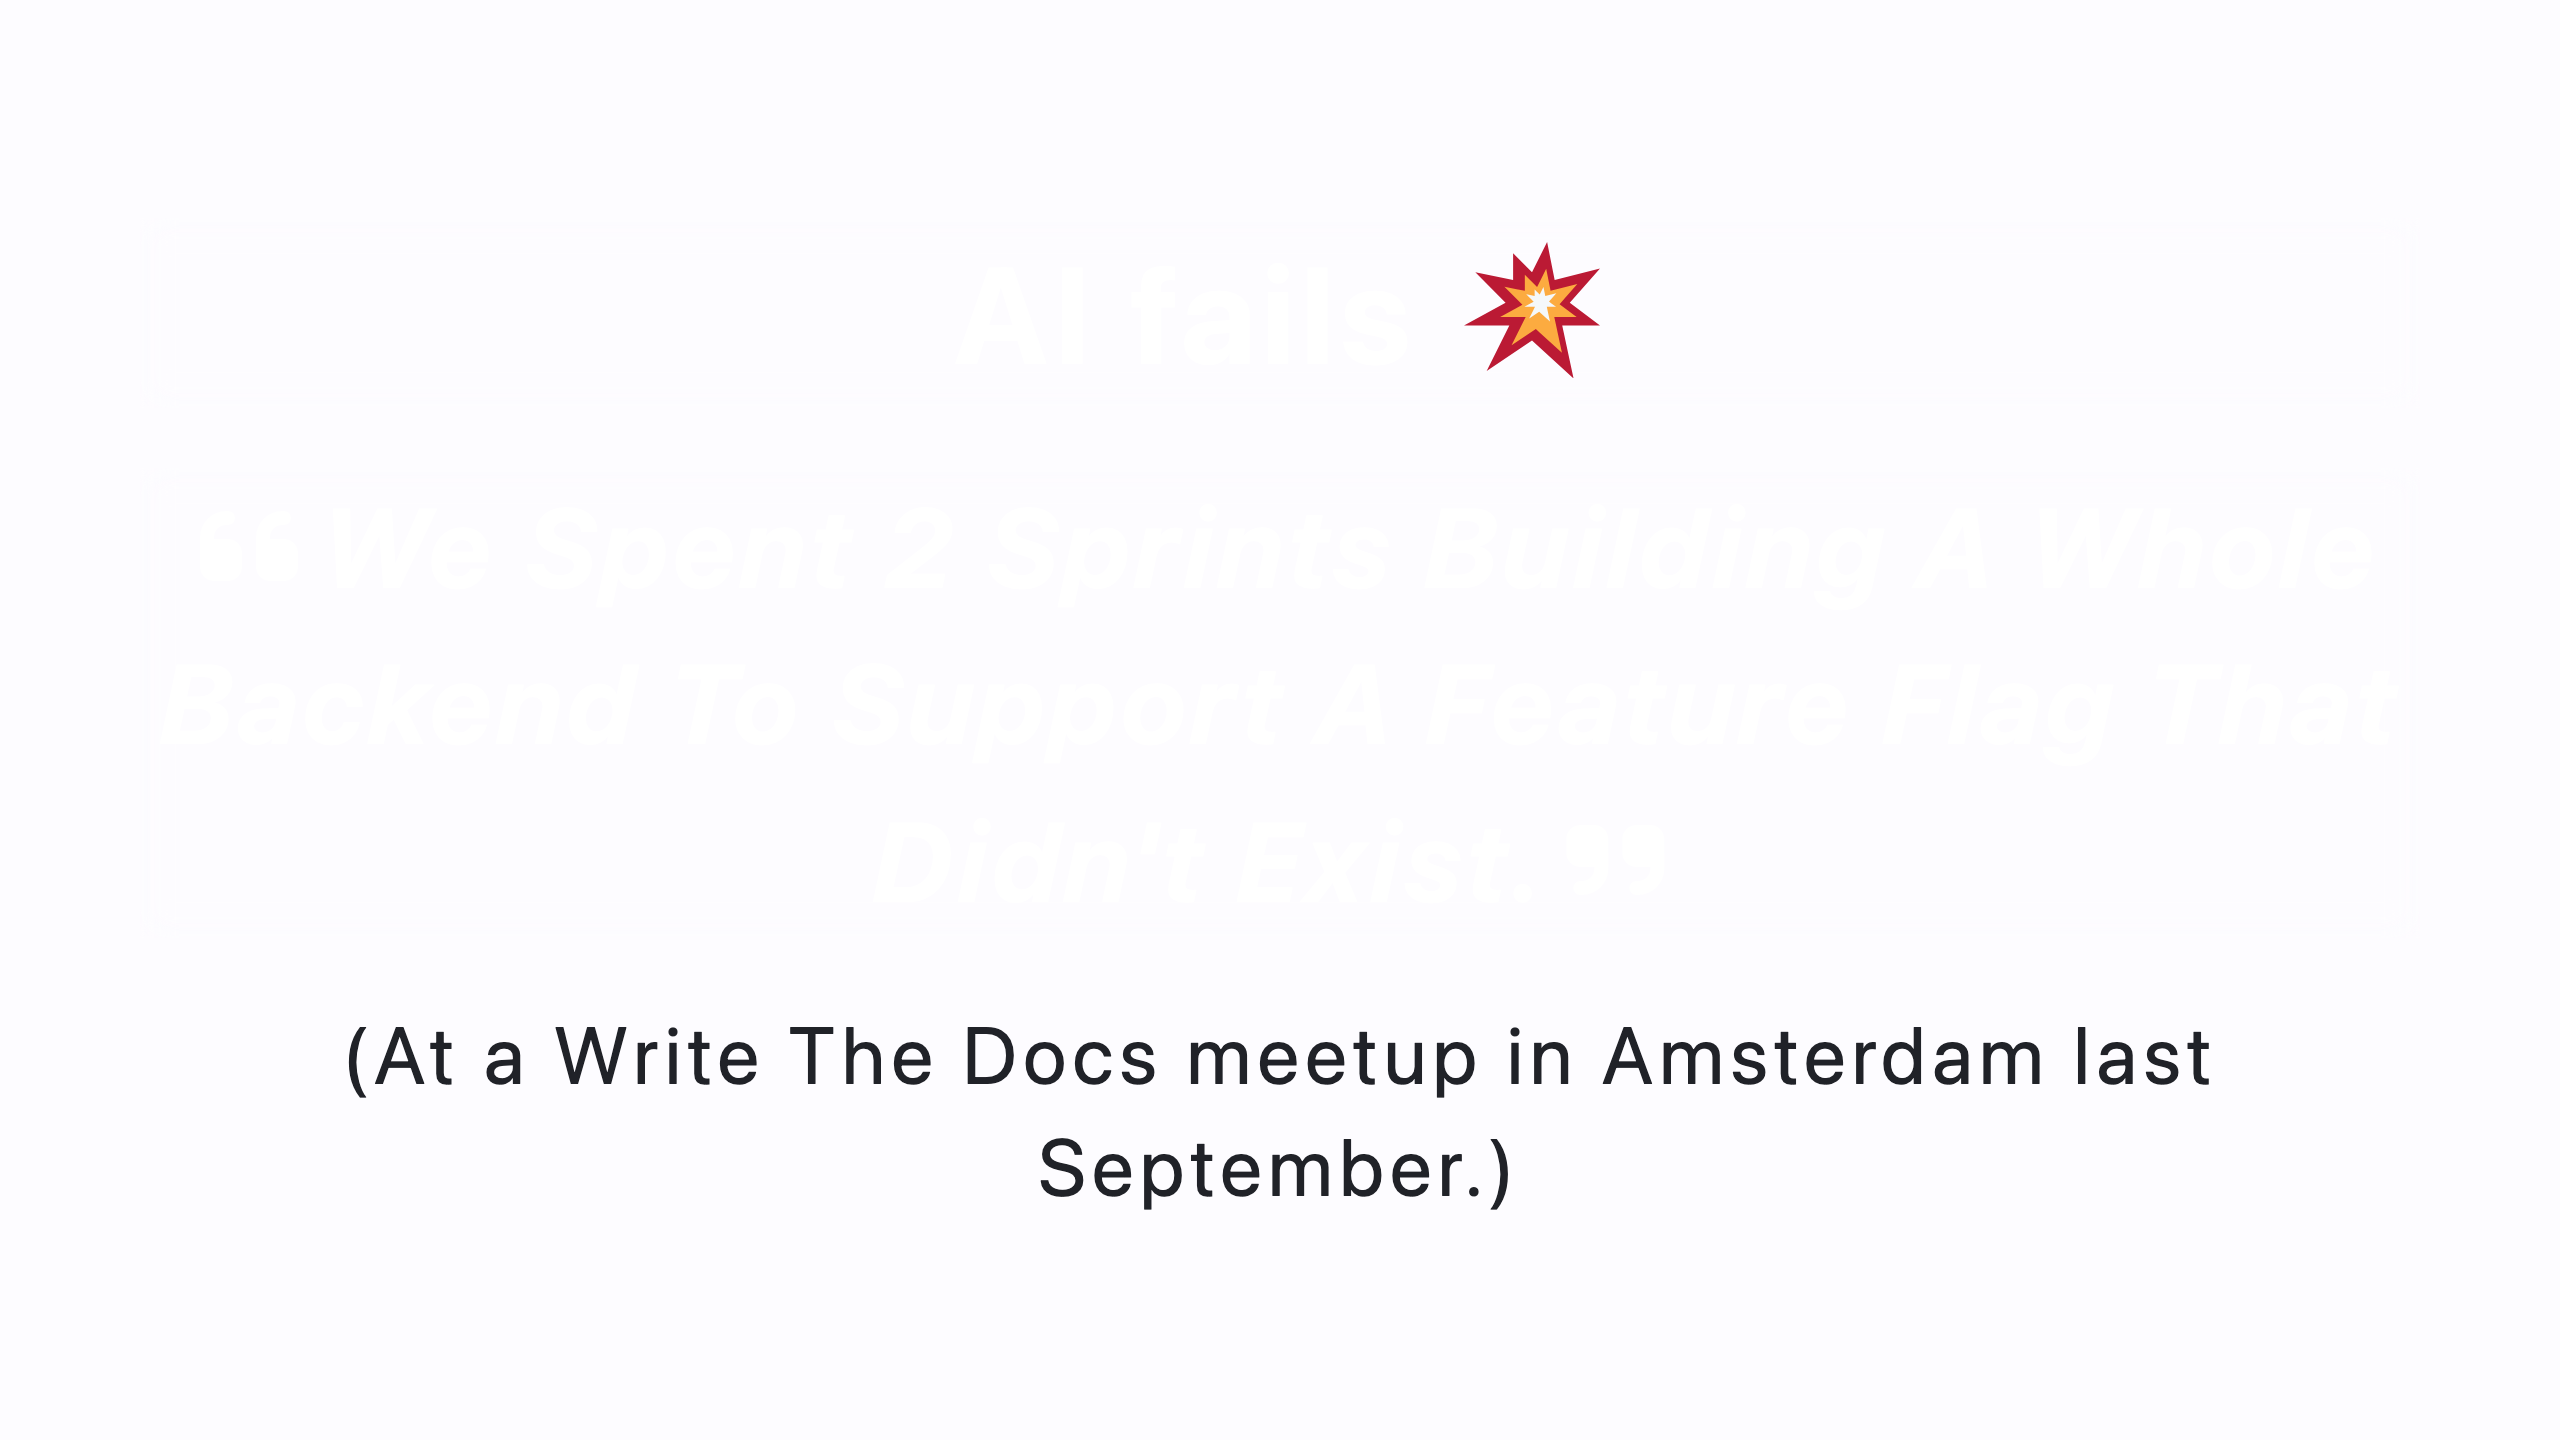 AI fails 💥
“We Spent 2 Sprints Building A Whole
Backend To Support A Feature Flag That
Didn't Exist.”
(At a Write The Docs meetup in Amsterdam last
September.)